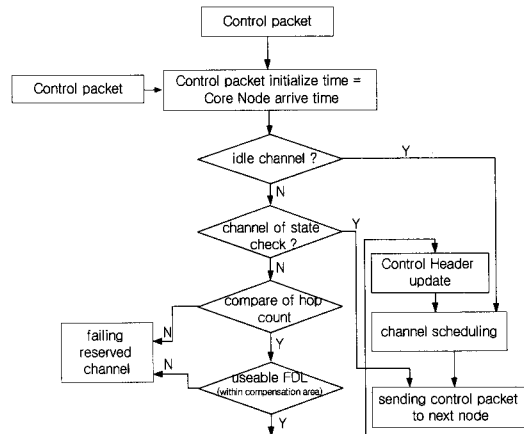 Control packet
Control packet
Control packet initialize time =
Core Node arrive time
idle channel ?
Y
N
channel of state
check ?
Y
N
Control Header
update
compare of hop
count
N
Y
failing
reserved
channel
channel scheduling
N
useable FDL
(within compensation area)
Y
sending control packet
to next node